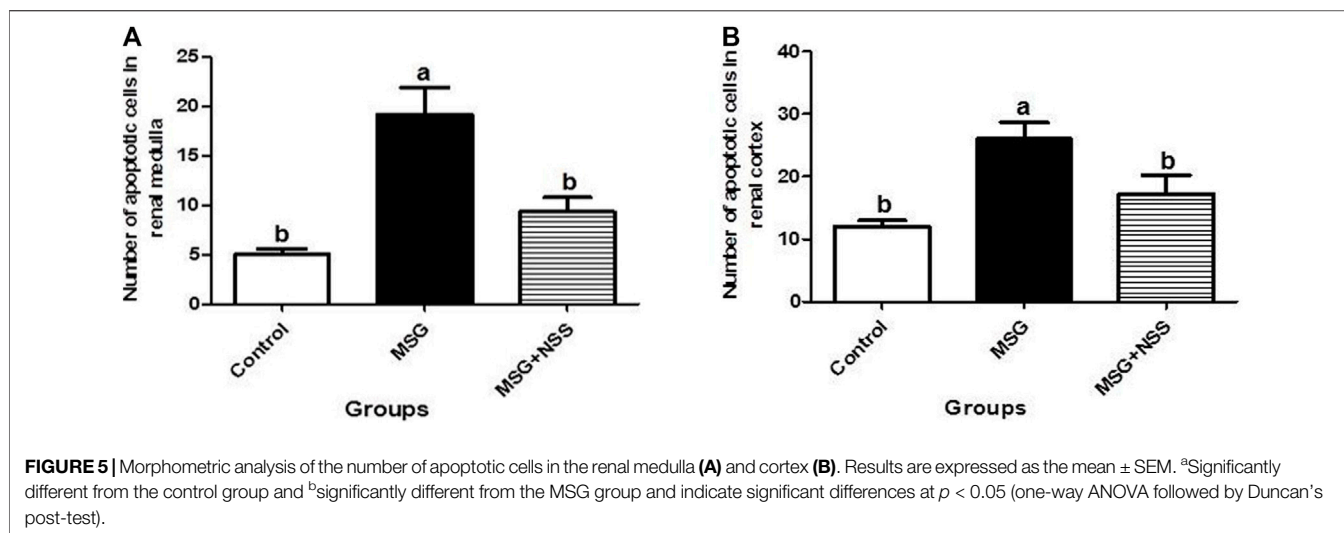 A
Number of apoptotic cells in
renal medulla
25
20
15
10
5
0
b
a
b
Control
MSG
MSG+NSS
Groups
B
Number of apoptotic cells in
renal cortex
40
30
20
10
0
b
a
b
Control
MSG
MSG+NSS
Groups
FIGURE 5 | Morphometric analysis of the number of apoptotic cells in the renal medulla (A) and cortex (B). Results are expressed as the mean ± SEM. aSignificantly
different from the control group and bsignificantly different from the MSG group and indicate significant differences at p < 0.05 (one-way ANOVA followed by Duncan's
post-test).